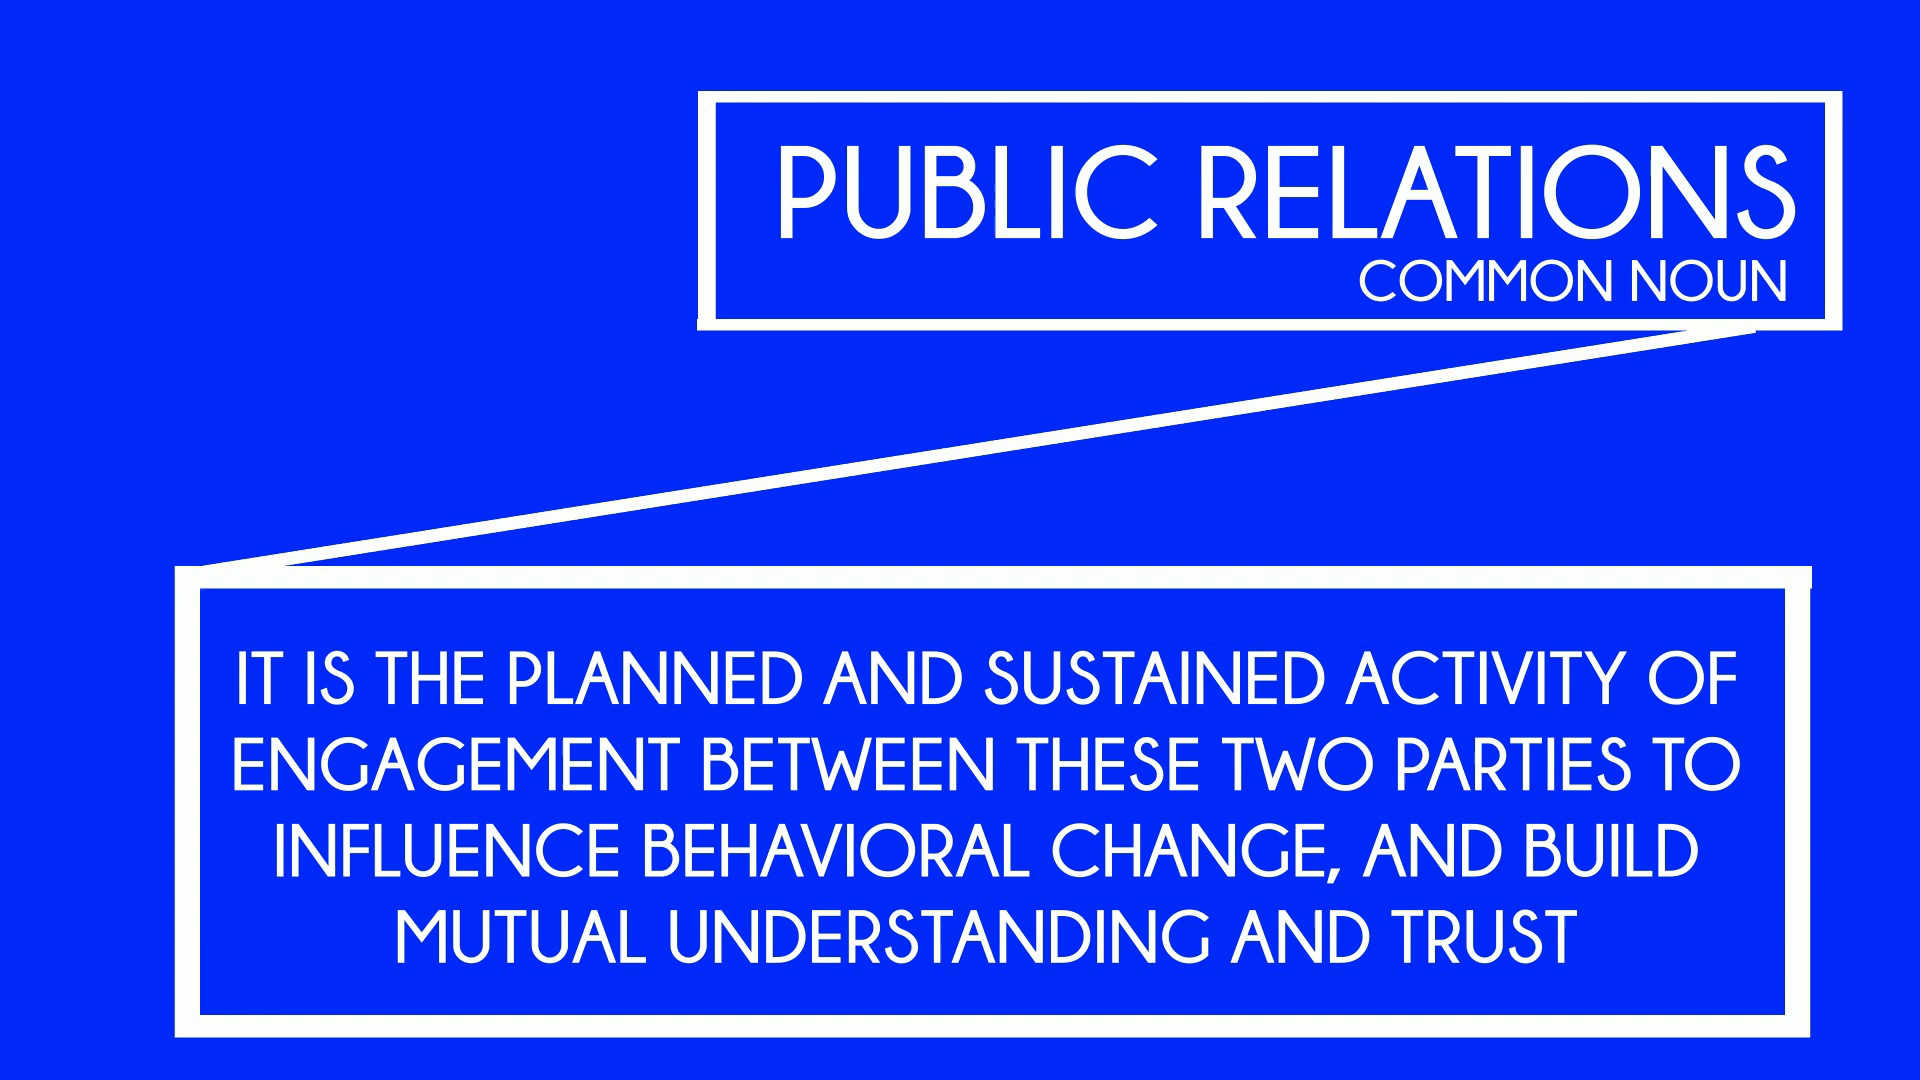 PUBLIC RELATIONS
COMMON NOUN
IT IS THE PLANNED AND SUSTAINED ACTIVITY OF
ENGAGEMENT BETWEEN THESE TWO PARTIES TO
INFLUENCE BEHAVIORAL CHANGE, AND BUILD
MUTUAL UNDERSTANDING AND TRUST